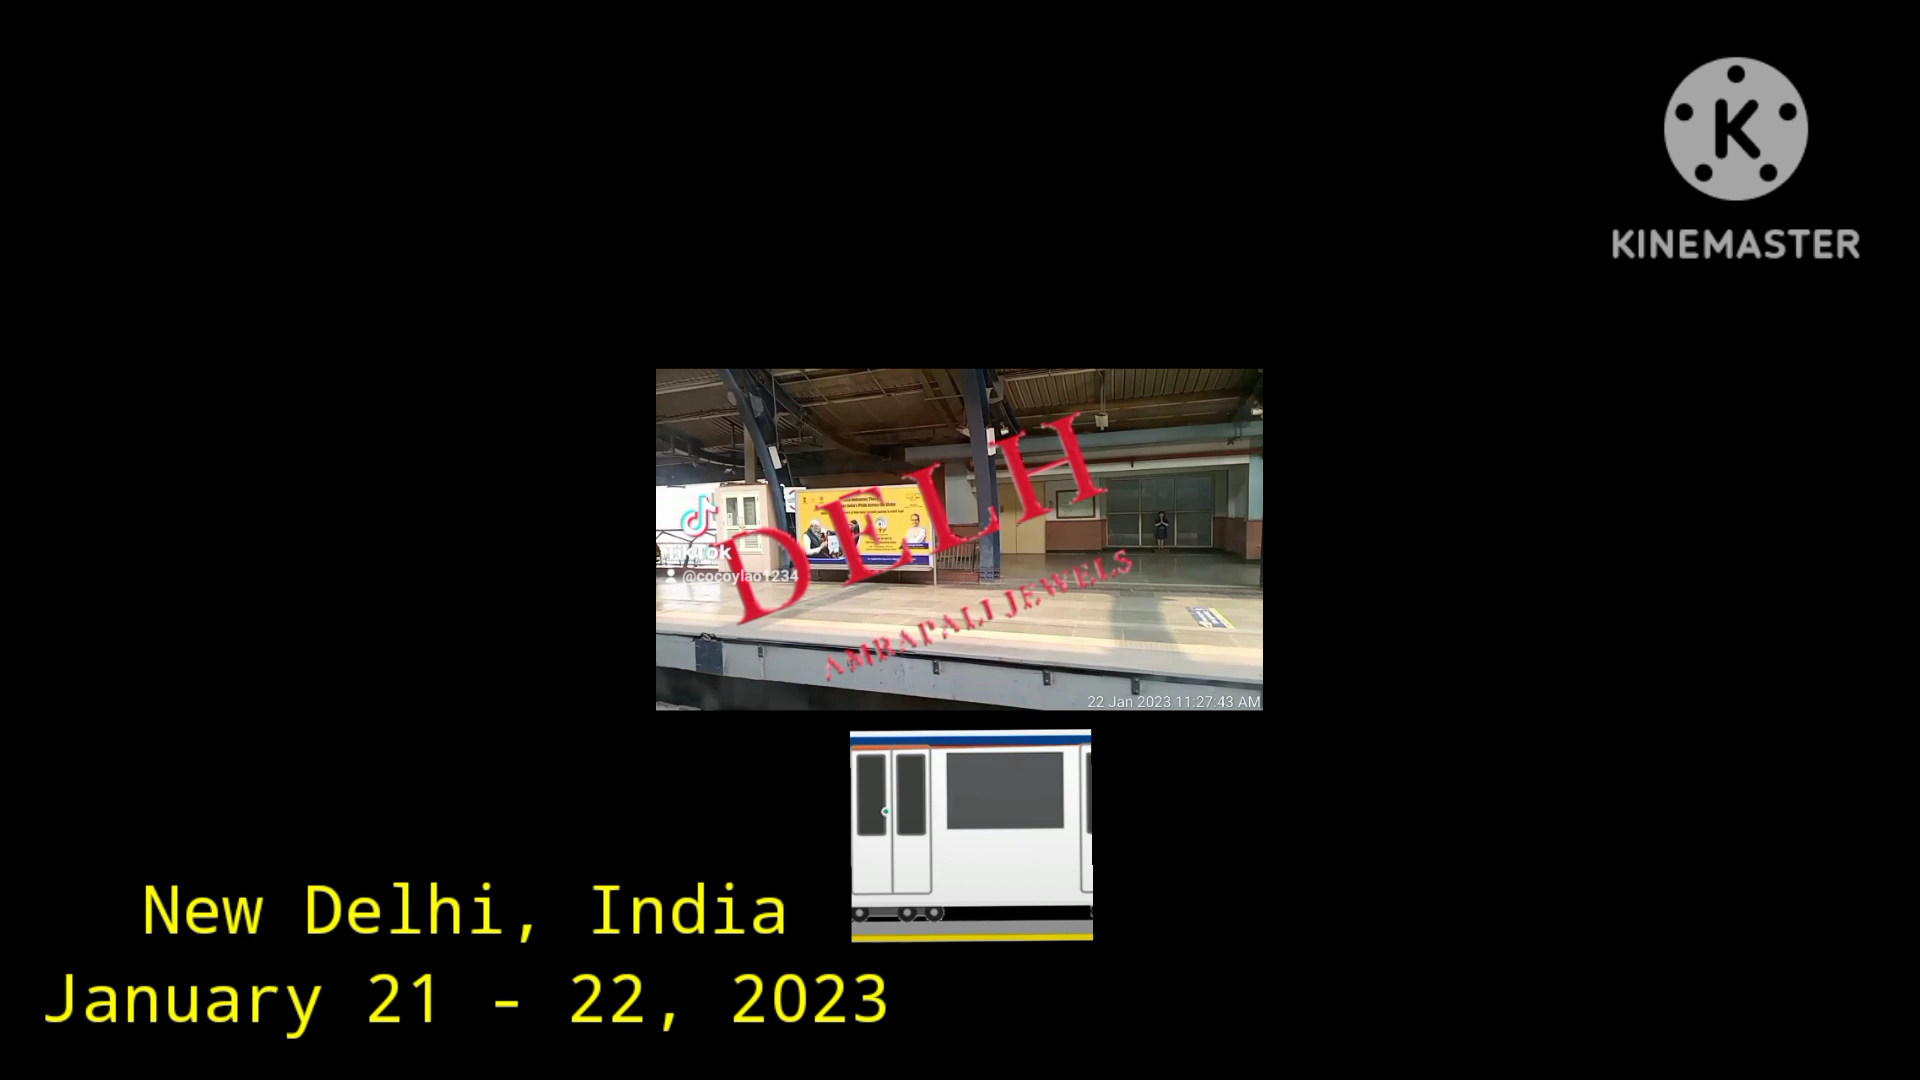 K
KINEMASTER
DELH
AMRAPALI JEWELS
TikTok
@cocoylao1234
22 Jan 2023 11:27:43 AM
New Delhi, India
January 21 - 22, 2023